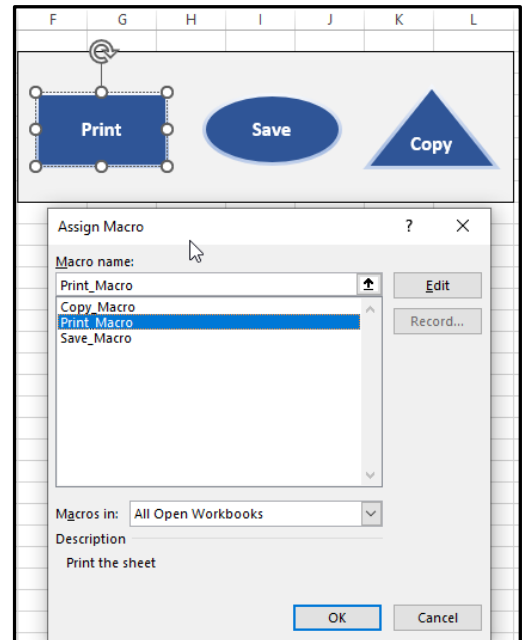 F G H I J K L
Print Save Copy
Assign Macro ?
Macro name:
Print_Macro Edit
Copy_Macro Record...
Print_Macro
Save_Macro
Macros in: All Open Workbooks
Description
Print the sheet
OK Cancel